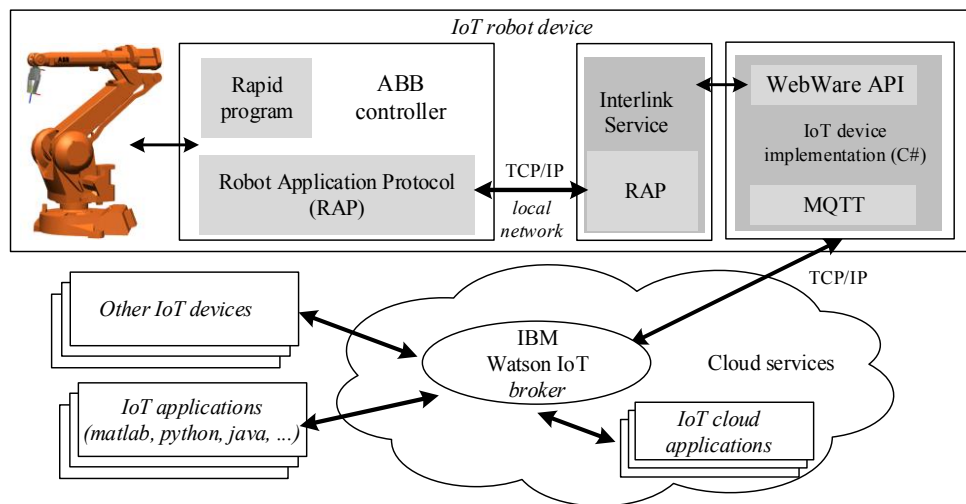 IoT robot device
ABB
Rapid
program
ABB
controller
Robot Application Protocol
(RAP)
TCP/IP
local
network
Interlink
Service
RAP
WebWare API
IoT device
implementation (C#)
MQTT
TCP/IP
Other IoT devices
IBM
Watson IoT
broker
Cloud services
IoT applications
(matlab, python, java, ...)
IoT cloud
applications